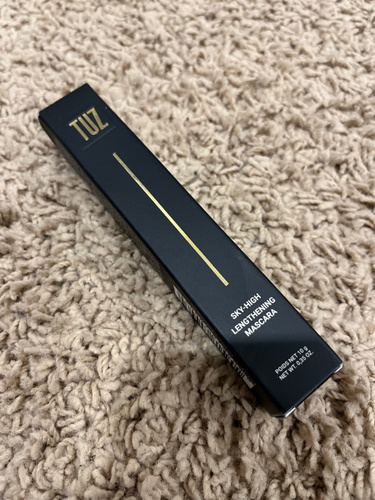 TUZ
SKY-HIGH
LENGTHENING
MASCARA
POIDS NET 10 g
NET WT. 0.35 OZ.